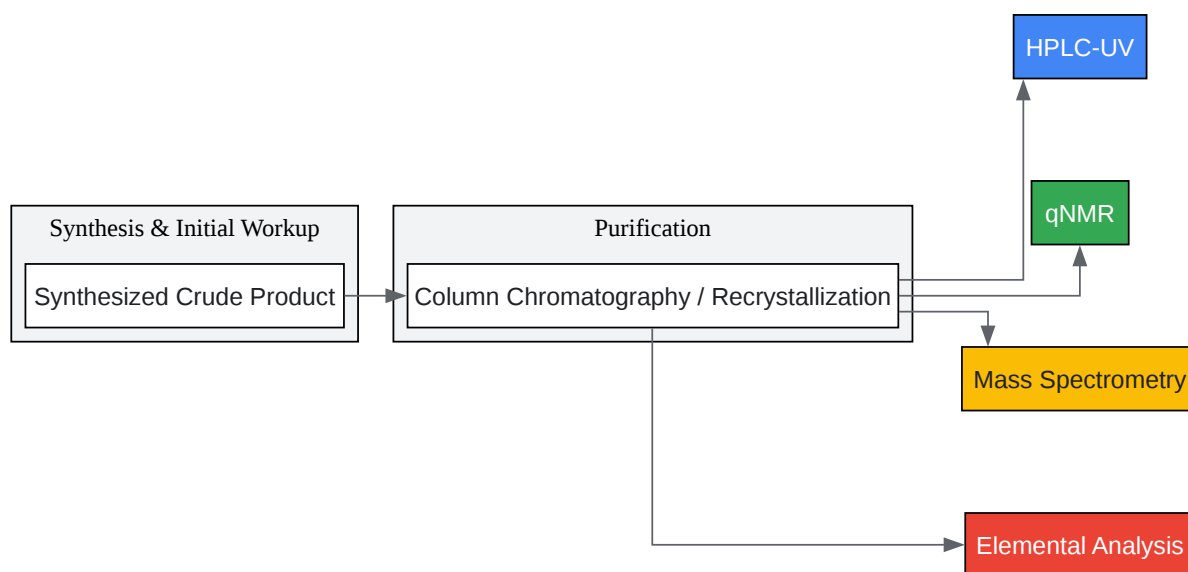 HPLC-UV
qNMR
Synthesis & Initial Workup
Purification
Synthesized Crude Product
Column Chromatography / Recrystallization
Mass Spectrometry
Elemental Analysis